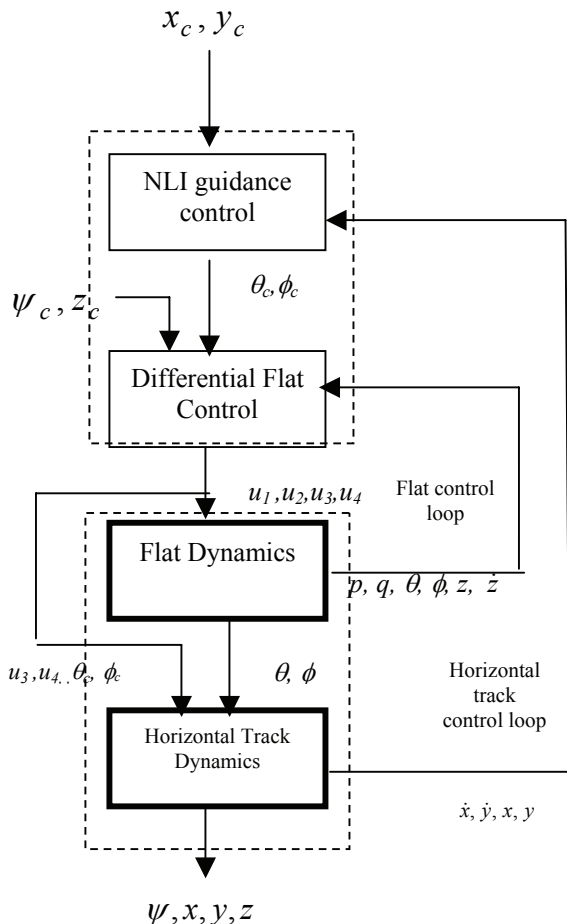 x_c, y_c
NLI guidance
control
θ_c, ϕ_c
ψ_c, z_c
Differential Flat
Control
u_1,u_2,u_3,u_4
Flat control
loop
Flat Dynamics
p, q, θ, ϕ, z, ż
u_3,u_4..θ_c, ϕ_c
θ, ϕ
Horizontal
track
control loop
Horizontal Track
Dynamics
ẋ, ẏ, x, y
ψ, x, y, z